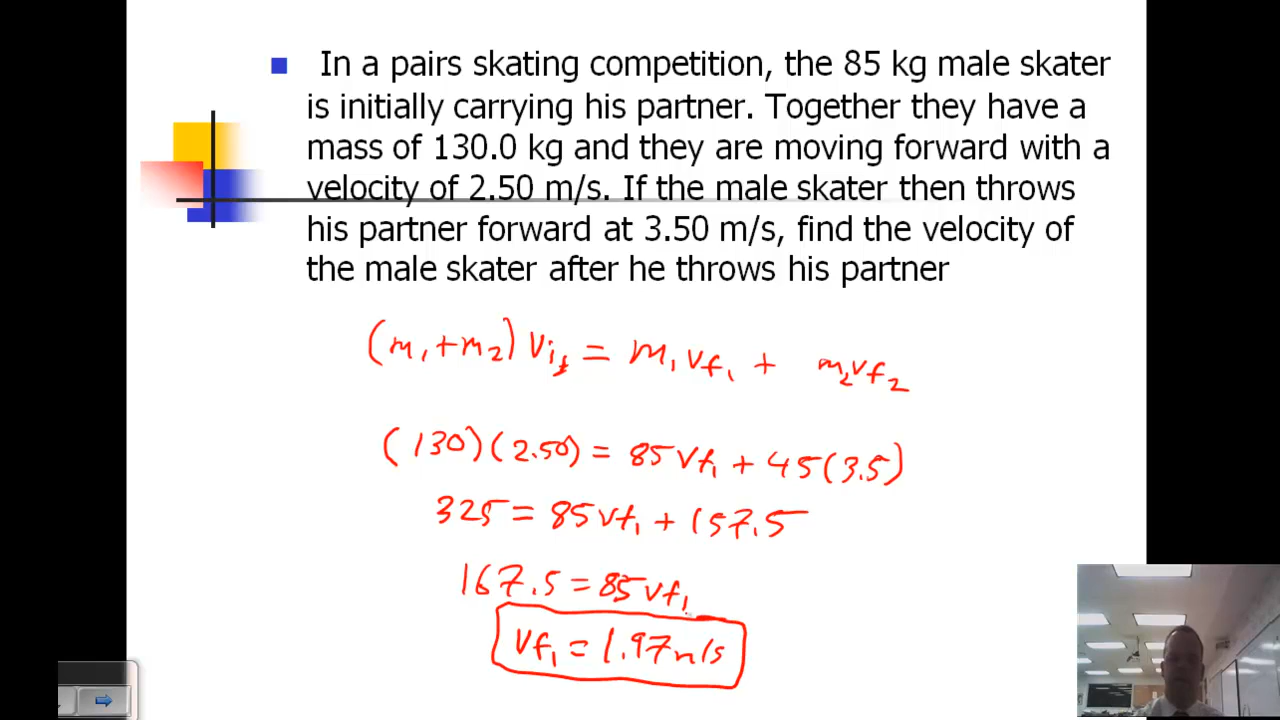 In a pairs skating competition, the 85 kg male skater
is initially carrying his partner. Together they have a
mass of 130.0 kg and they are moving forward with a
velocity of 2.50 m/s. If the male skater then throws
his partner forward at 3.50 m/s, find the velocity of
the male skater after he throws his partner
(m₁+m₂) Vi = m₁vf₁ + m₂vf₂
(130)(2.50) = 85vf₁ + 45(3.5)
325 = 85vf₁ + 157.5
167.5 = 85vf₁
vf₁ = 1.97m/s